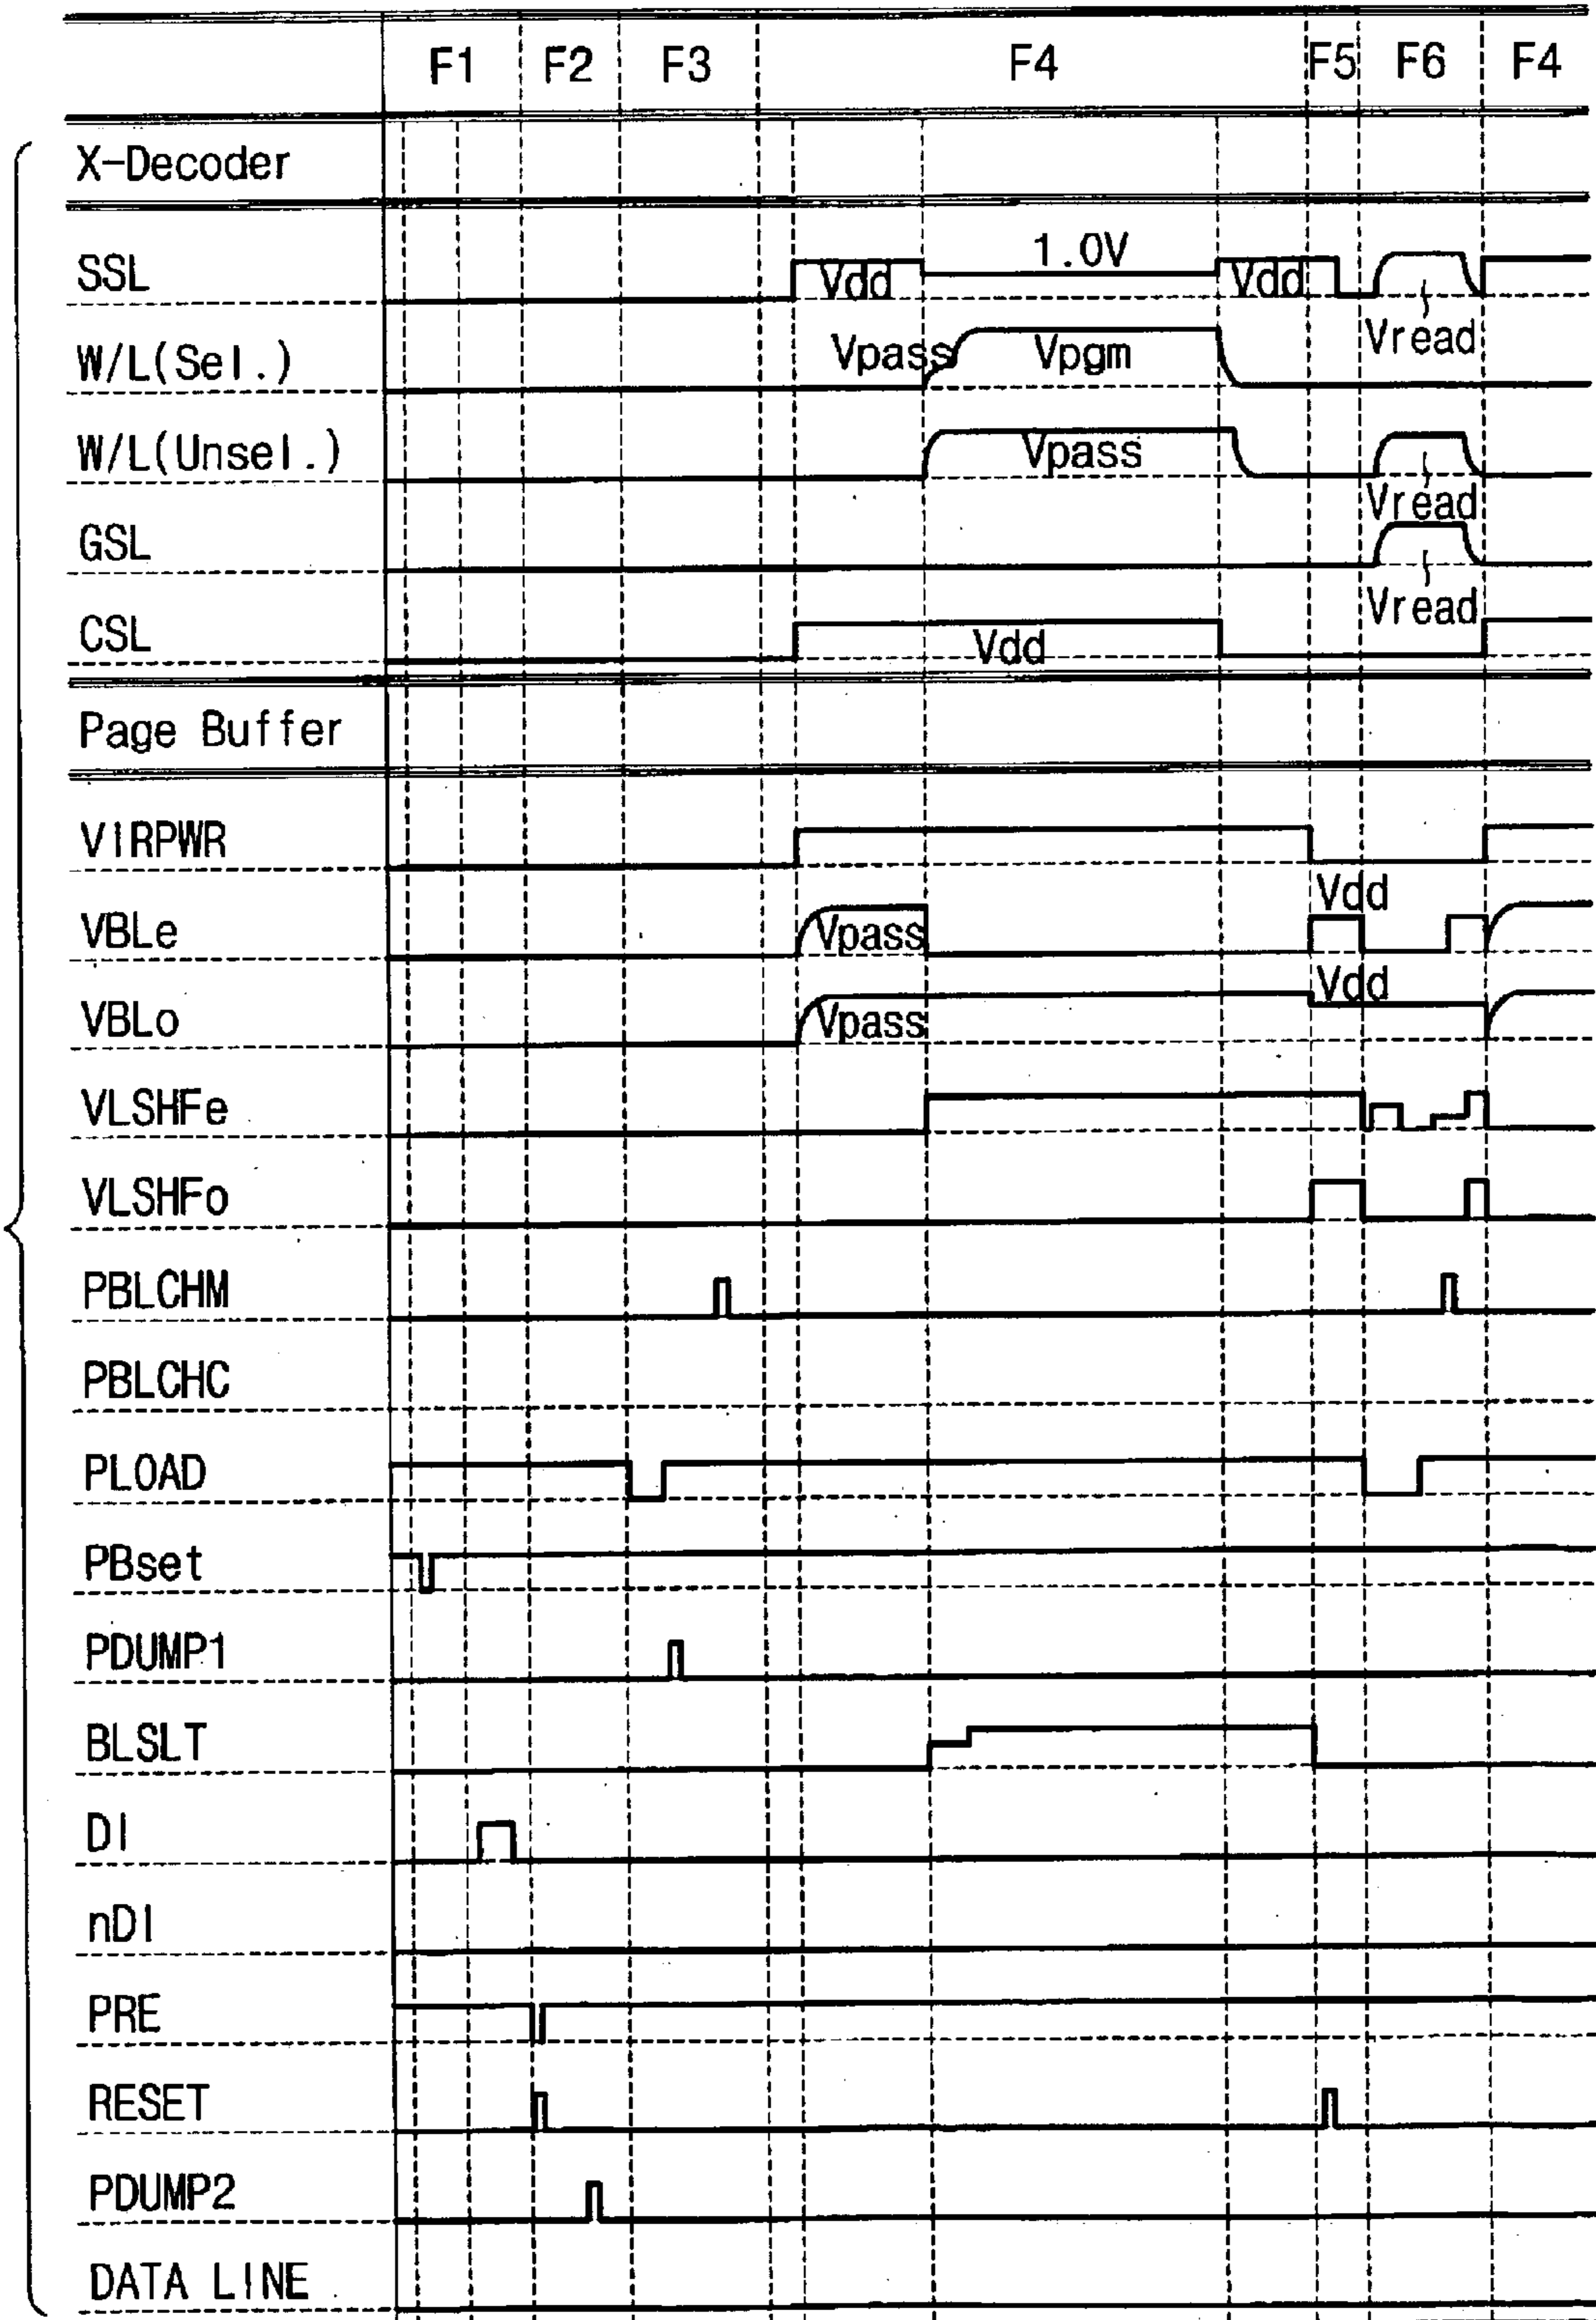 F1 F2 F3 F4 F5 F6 F4
X-Decoder
SSL Vdd 1.0V Vdd Vread
W/L(Sel.) Vpass Vpgm
W/L(Unsel.) Vpass Vread
GSL Vread
CSL Vdd
Page Buffer
VIRPWR
VBLe Vpass Vdd
VBLo Vpass Vdd
VLSHFe
VLSHFo
PBLCHM
PBLCHC
PLOAD
PBset
PDUMP1
BLSLT
DI
nDI
PRE
RESET
PDUMP2
DATA LINE